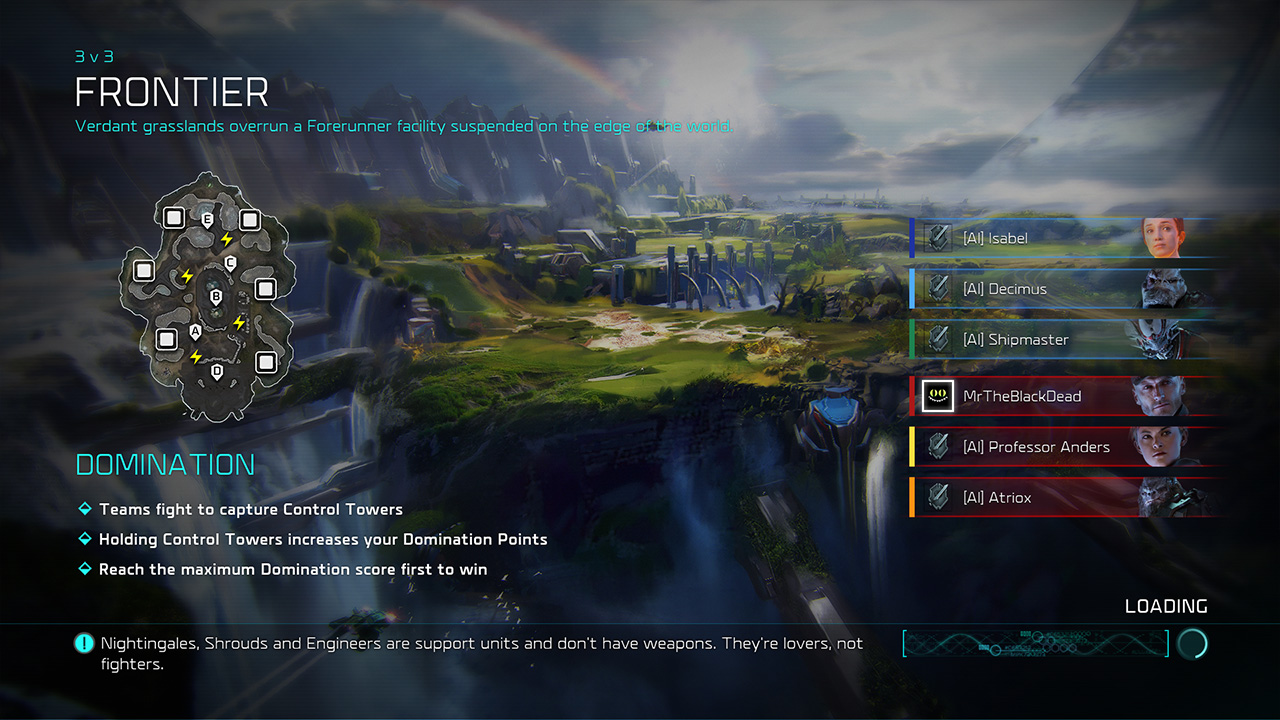 3 v 3
FRONTIER
Verdant grasslands overrun a Forerunner facility suspended on the edge of the world.
E
C
B
A
D
[AI] Isabel
[AI] Decimus
[AI] Shipmaster
MrTheBlackDead
[AI] Professor Anders
[AI] Atriox
DOMINATION
Teams fight to capture Control Towers
Holding Control Towers increases your Domination Points
Reach the maximum Domination score first to win
LOADING
Nightingales, Shrouds and Engineers are support units and don't have weapons. They're lovers, not
fighters.